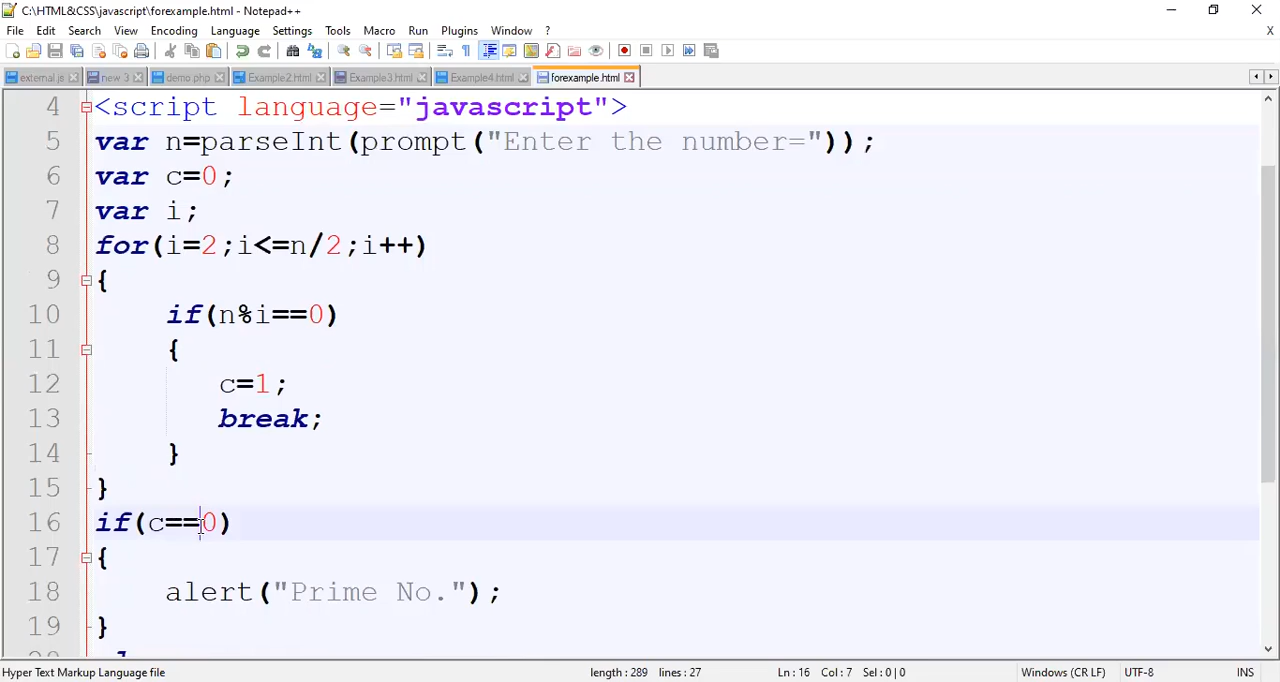 C:\HTML&CSS\javascript\forexample.html - Notepad++
File Edit Search View Encoding Language Settings Tools Macro Run Plugins Window ? X
external.js new 3 demo.php Example2.html Example3.html Example4.html forexample.html
4 <script language="javascript">
5 var n=parseInt(prompt("Enter the number="));
6 var c=0;
7 var i;
8 for(i=2;i<=n/2;i++)
9 {
10 if(n%i==0)
11 {
12 c=1;
13 break;
14 }
15 }
16 if(c==0)
17 {
18 alert("Prime No.");
19 }
Hyper Text Markup Language file length : 289 lines : 27 Ln : 16 Col : 7 Sel : 0 | 0 Windows (CR LF) UTF-8 INS